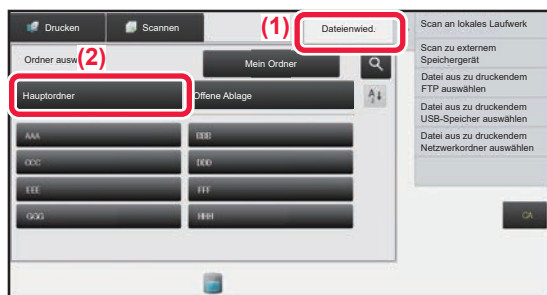 Drucken
Scannen
(1)
Dateienwied.
Ordner ausw
(2)
Mein Ordner
Hauptordner
Offene Ablage
AAA
BBB
CCC
DDD
EEE
FFF
GGG
HHH
Scan an lokales Laufwerk
Scan zu externem
Speichergerät
Datei aus zu druckendem
FTP auswählen
Datei aus zu druckendem
USB-Speicher auswählen
Datei aus zu druckendem
Netzwerkordner auswählen
CA